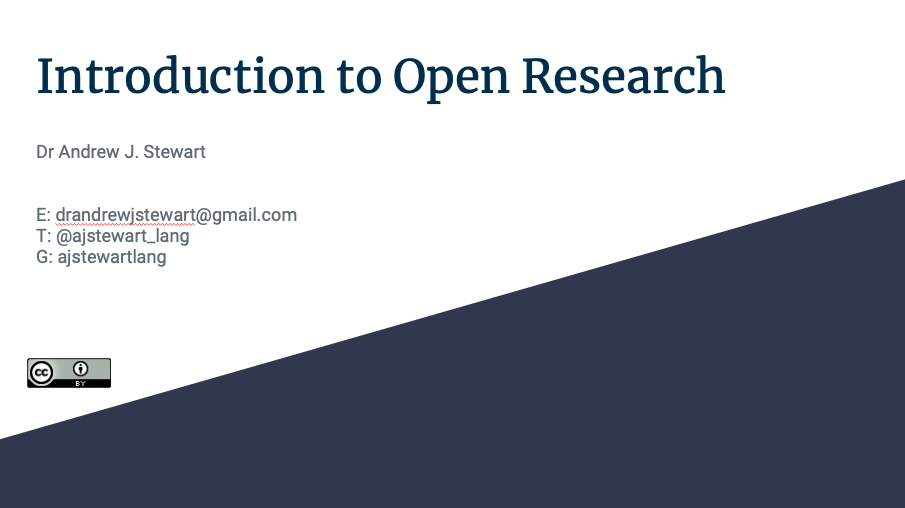 Introduction to Open Research
Dr Andrew J. Stewart
E: drandrewjstewart@gmail.com
T: @ajstewart_lang
G: ajstewartlang
cc
BY